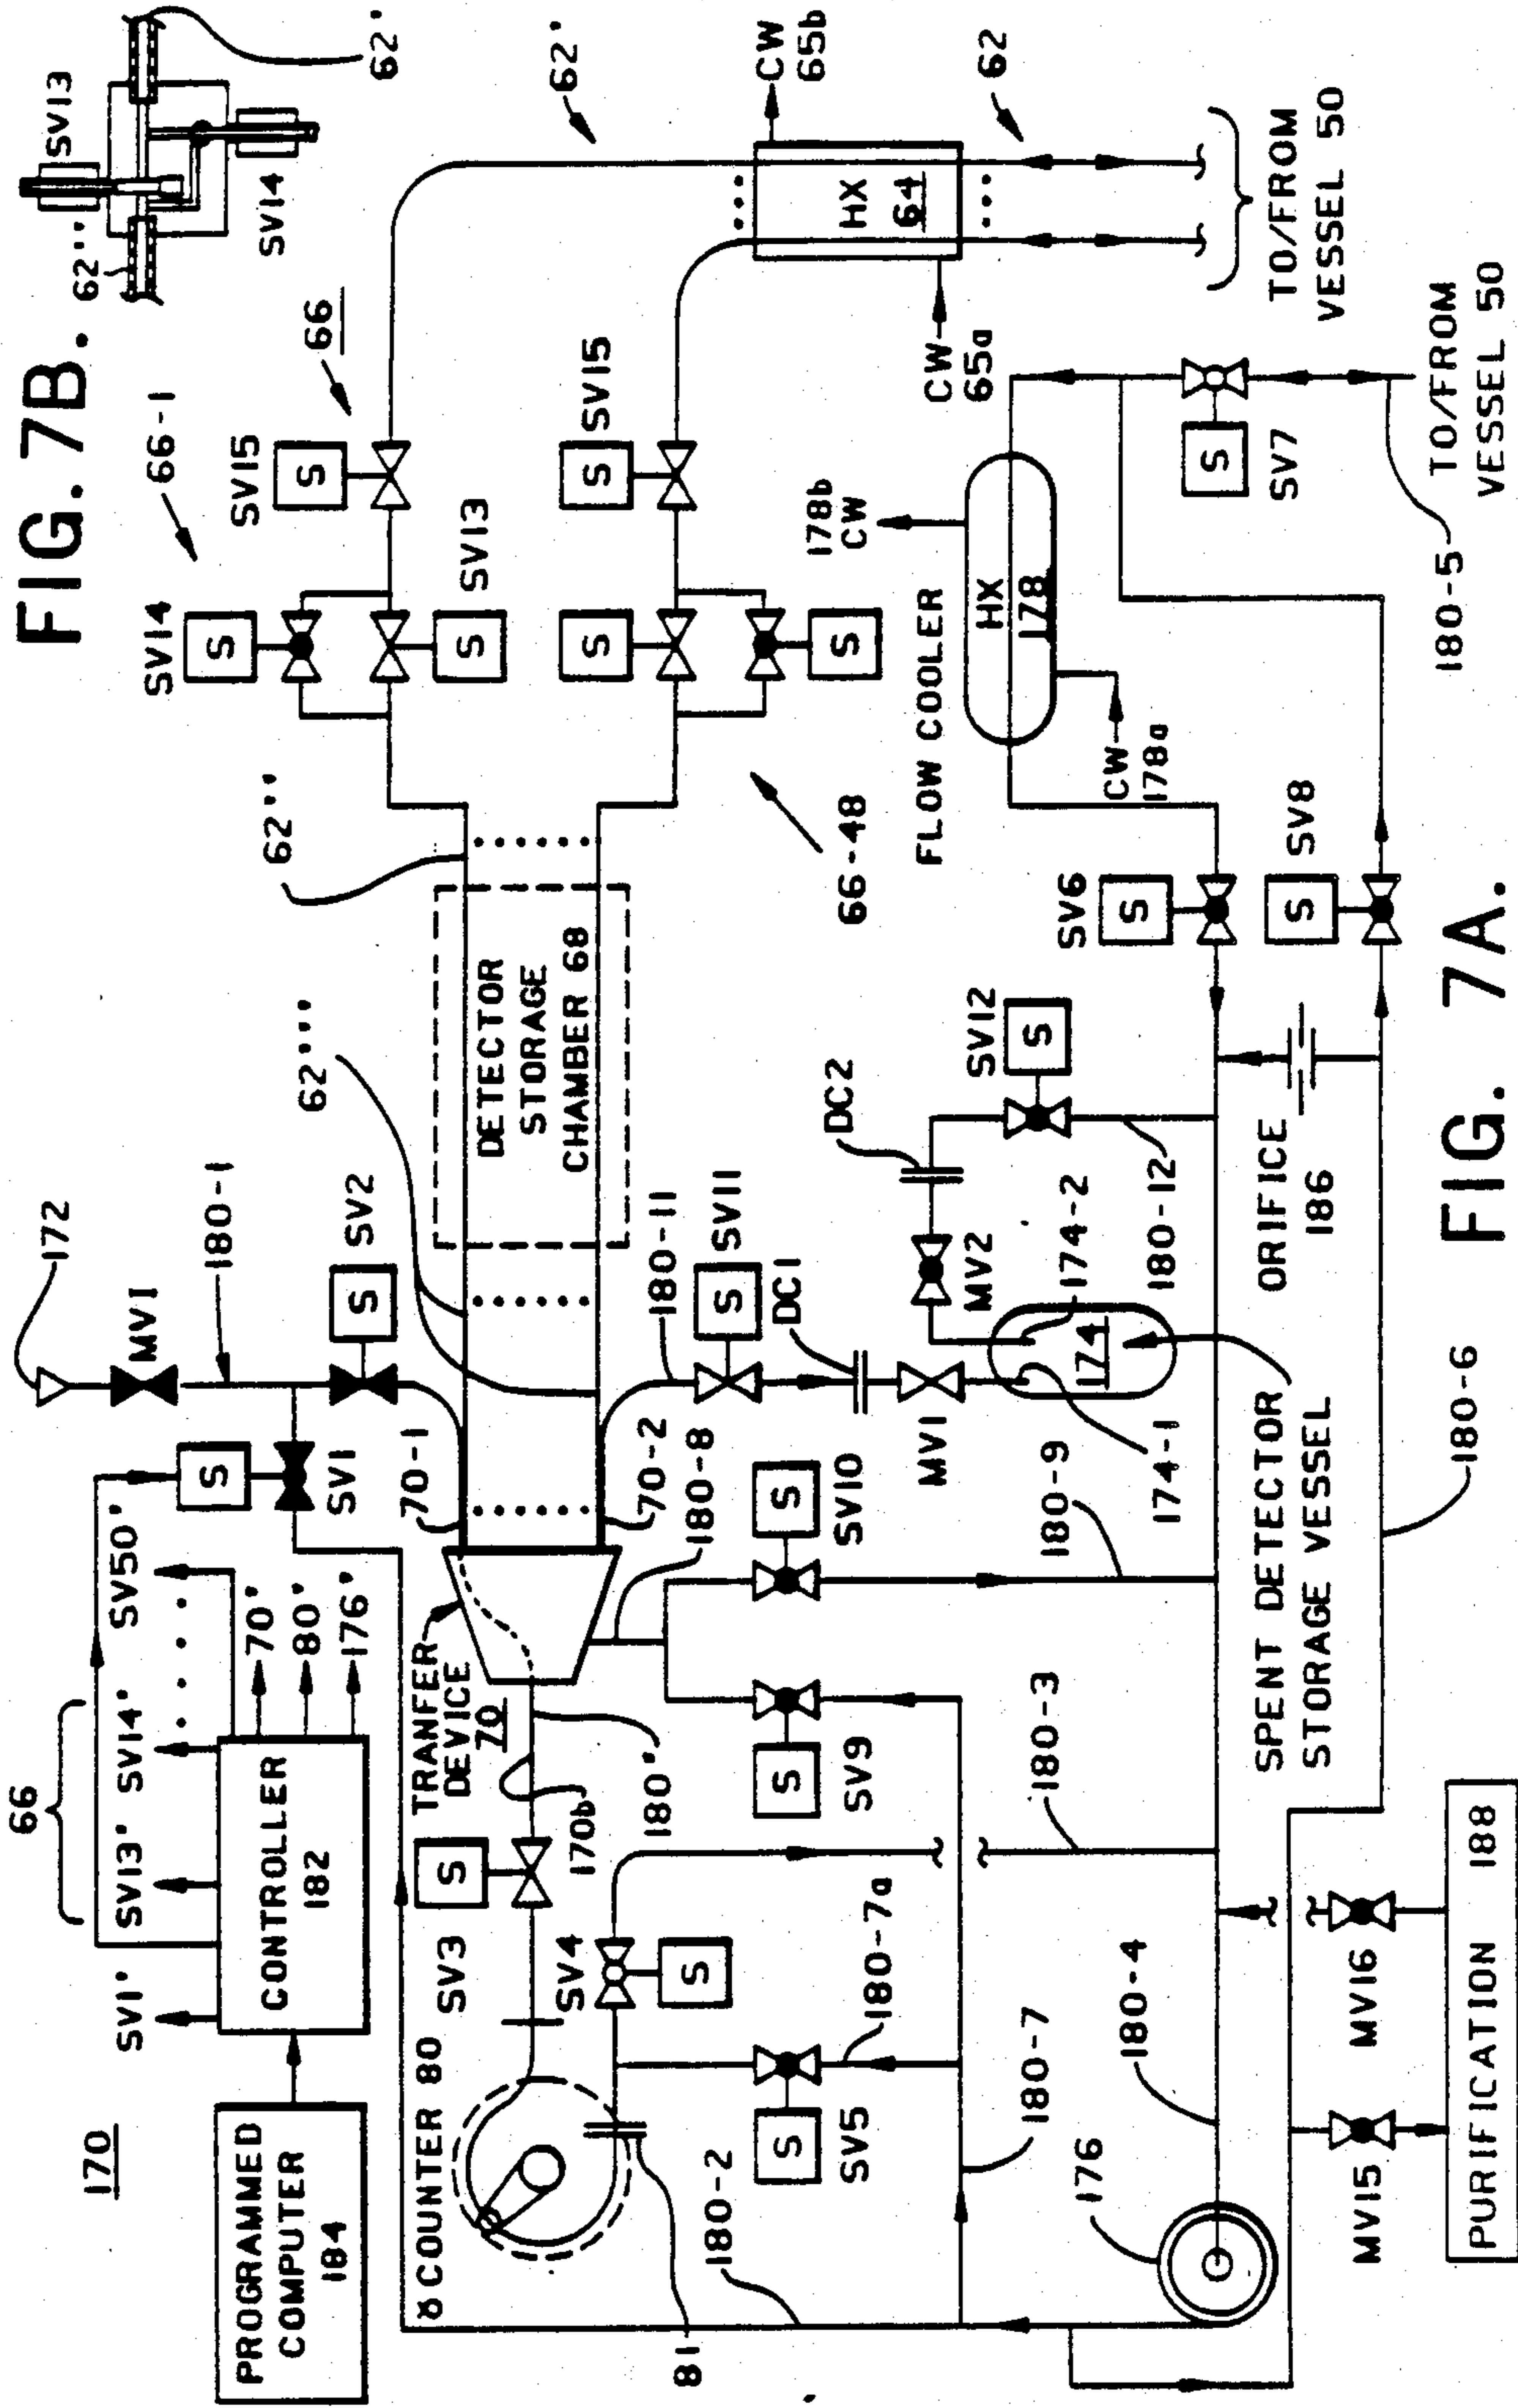 FIG. 7B.
62''
SV13
62'
SV14
170
PROGRAMMED
COMPUTER
184
CONTROLLER
182
SV1'
66
SV13'
SV14'
SV50'
70'
80'
176'
172
MV1
180-1
S
SV1
S
SV2
70-1
70-2
TRANFER
DEVICE
70
180'
170b
S
SV3
γ COUNTER 80
81
SV4
S
180-2
S
SV5
180-7a
180-7
180-8
S
SV9
S
SV10
180-9
180-3
180-4
176
62'''
DETECTOR
STORAGE
CHAMBER 68
62''
66-1
66
SV14
S
S
SV13
SV15
S
S
S
S
SV15
66-48
62'
HX
64
CW
65b
CW
65a
62
TO/FROM
VESSEL 50
180-11
S
SV11
DC1
MV1
174
174-1
174-2
MV2
DC2
SV12
S
180-12
SPENT DETECTOR
STORAGE VESSEL
FLOW COOLER
HX
178
178b
CW
CW
178a
S
SV7
TO/FROM
VESSEL 50
180-5
SV6
S
SV8
S
ORIFICE
186
180-6
MV15
MV16
PURIFICATION 188
FIG. 7A.